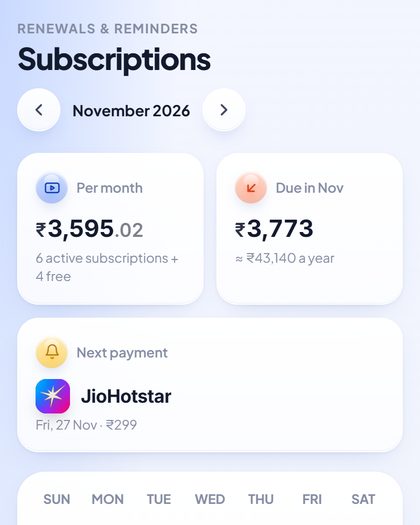 RENEWALS & REMINDERS
Subscriptions
November 2026
Per month
₹3,595.02
6 active subscriptions +
4 free
Due in Nov
₹3,773
≈ ₹43,140 a year
Next payment
JioHotstar
Fri, 27 Nov · ₹299
SUN MON TUE WED THU FRI SAT